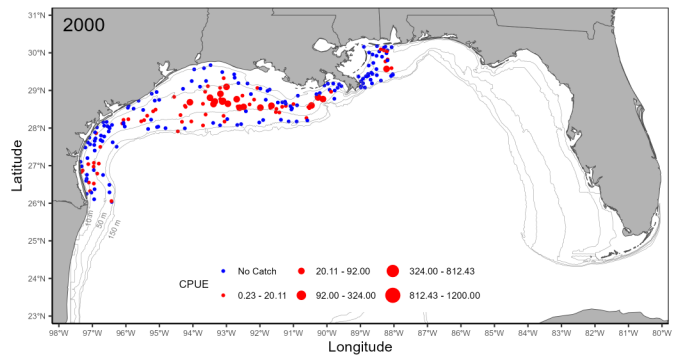 2000
31°N
30°N
29°N
28°N
27°N
26°N
25°N
24°N
23°N
Latitude
10 m
50 m
150 m
CPUE
No Catch
20.11 - 92.00
324.00 - 812.43
0.23 - 20.11
92.00 - 324.00
812.43 - 1200.00
98°W 97°W 96°W 95°W 94°W 93°W 92°W 91°W 90°W 89°W 88°W 87°W 86°W 85°W 84°W 83°W 82°W 81°W 80°W
Longitude